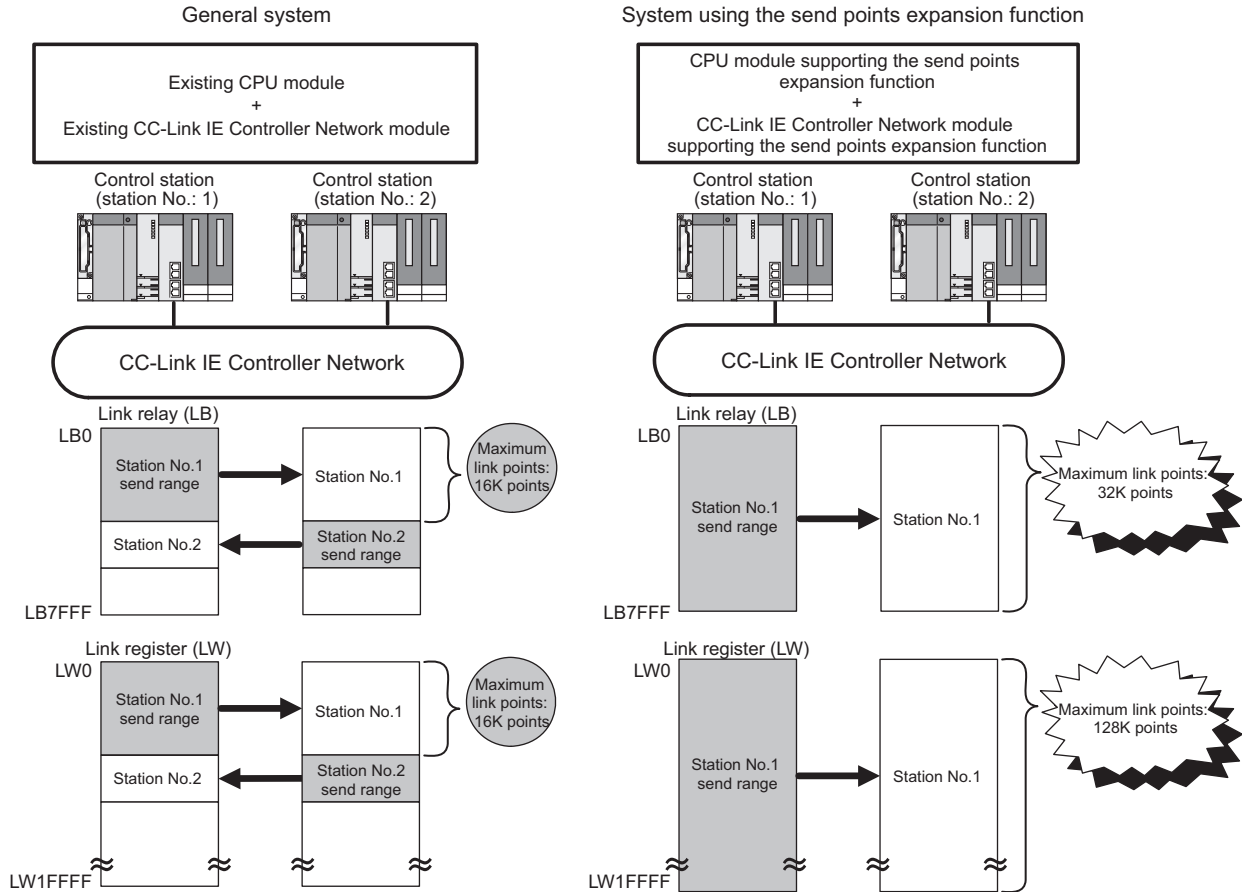 General system
Existing CPU module
+
Existing CC-Link IE Controller Network module
Control station
(station No.: 1)
Control station
(station No.: 2)
CC-Link IE Controller Network
Link relay (LB)
LB0
Station No.1
send range
Station No.1
Maximum
link points:
16K points
Station No.2
Station No.2
send range
LB7FFF
Link register (LW)
LW0
Station No.1
send range
Station No.1
Maximum
link points:
16K points
Station No.2
Station No.2
send range
LW1FFFF
System using the send points expansion function
CPU module supporting the send points
expansion function
+
CC-Link IE Controller Network module
supporting the send points expansion function
Control station
(station No.: 1)
Control station
(station No.: 2)
CC-Link IE Controller Network
Link relay (LB)
LB0
Station No.1
send range
Station No.1
Maximum link points:
32K points
LB7FFF
Link register (LW)
LW0
Station No.1
send range
Station No.1
Maximum link points:
128K points
LW1FFFF